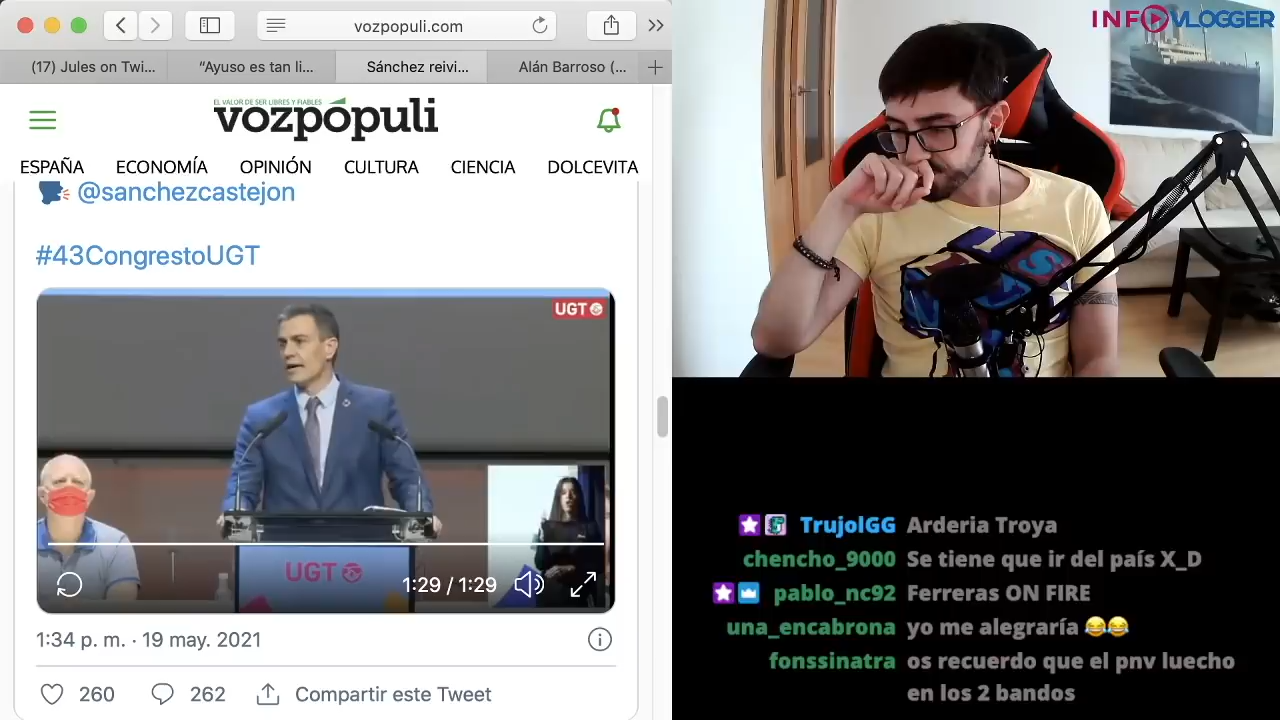 vozpopuli.com
(17) Jules on Twi...
“Ayuso es tan li...
Sánchez reivi...
Alán Barroso (...
EL VALOR DE SER LIBRES Y FIABLES
vozpópuli
ESPAÑA ECONOMÍA OPINIÓN CULTURA CIENCIA DOLCEVITA
@sanchezcastejon
#43CongrestoUGT
UGT
UGT
1:29 / 1:29
1:34 p. m. · 19 may. 2021
260 262 Compartir este Tweet
INFOVLOGGER
TrujolGG Arderia Troya
chencho_9000 Se tiene que ir del país X_D
pablo_nc92 Ferreras ON FIRE
una_encabrona yo me alegraría 😂😂
fonssinatra os recuerdo que el pnv luecho
en los 2 bandos